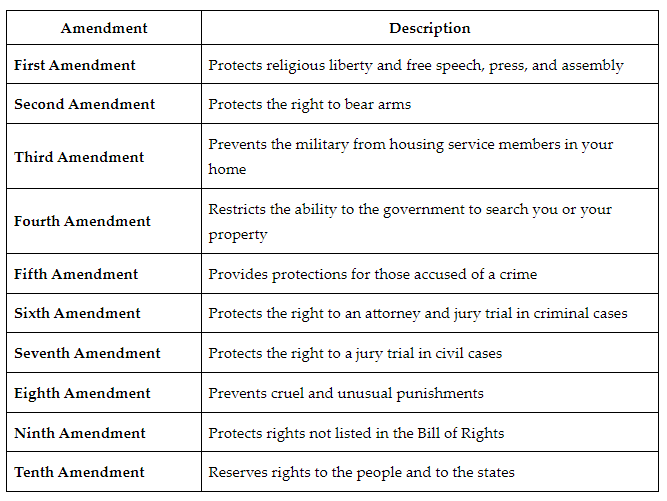 Amendment Description
First Amendment Protects religious liberty and free speech, press, and assembly
Second Amendment Protects the right to bear arms
Third Amendment Prevents the military from housing service members in your
home
Fourth Amendment Restricts the ability to the government to search you or your
property
Fifth Amendment Provides protections for those accused of a crime
Sixth Amendment Protects the right to an attorney and jury trial in criminal cases
Seventh Amendment Protects the right to a jury trial in civil cases
Eighth Amendment Prevents cruel and unusual punishments
Ninth Amendment Protects rights not listed in the Bill of Rights
Tenth Amendment Reserves rights to the people and to the states